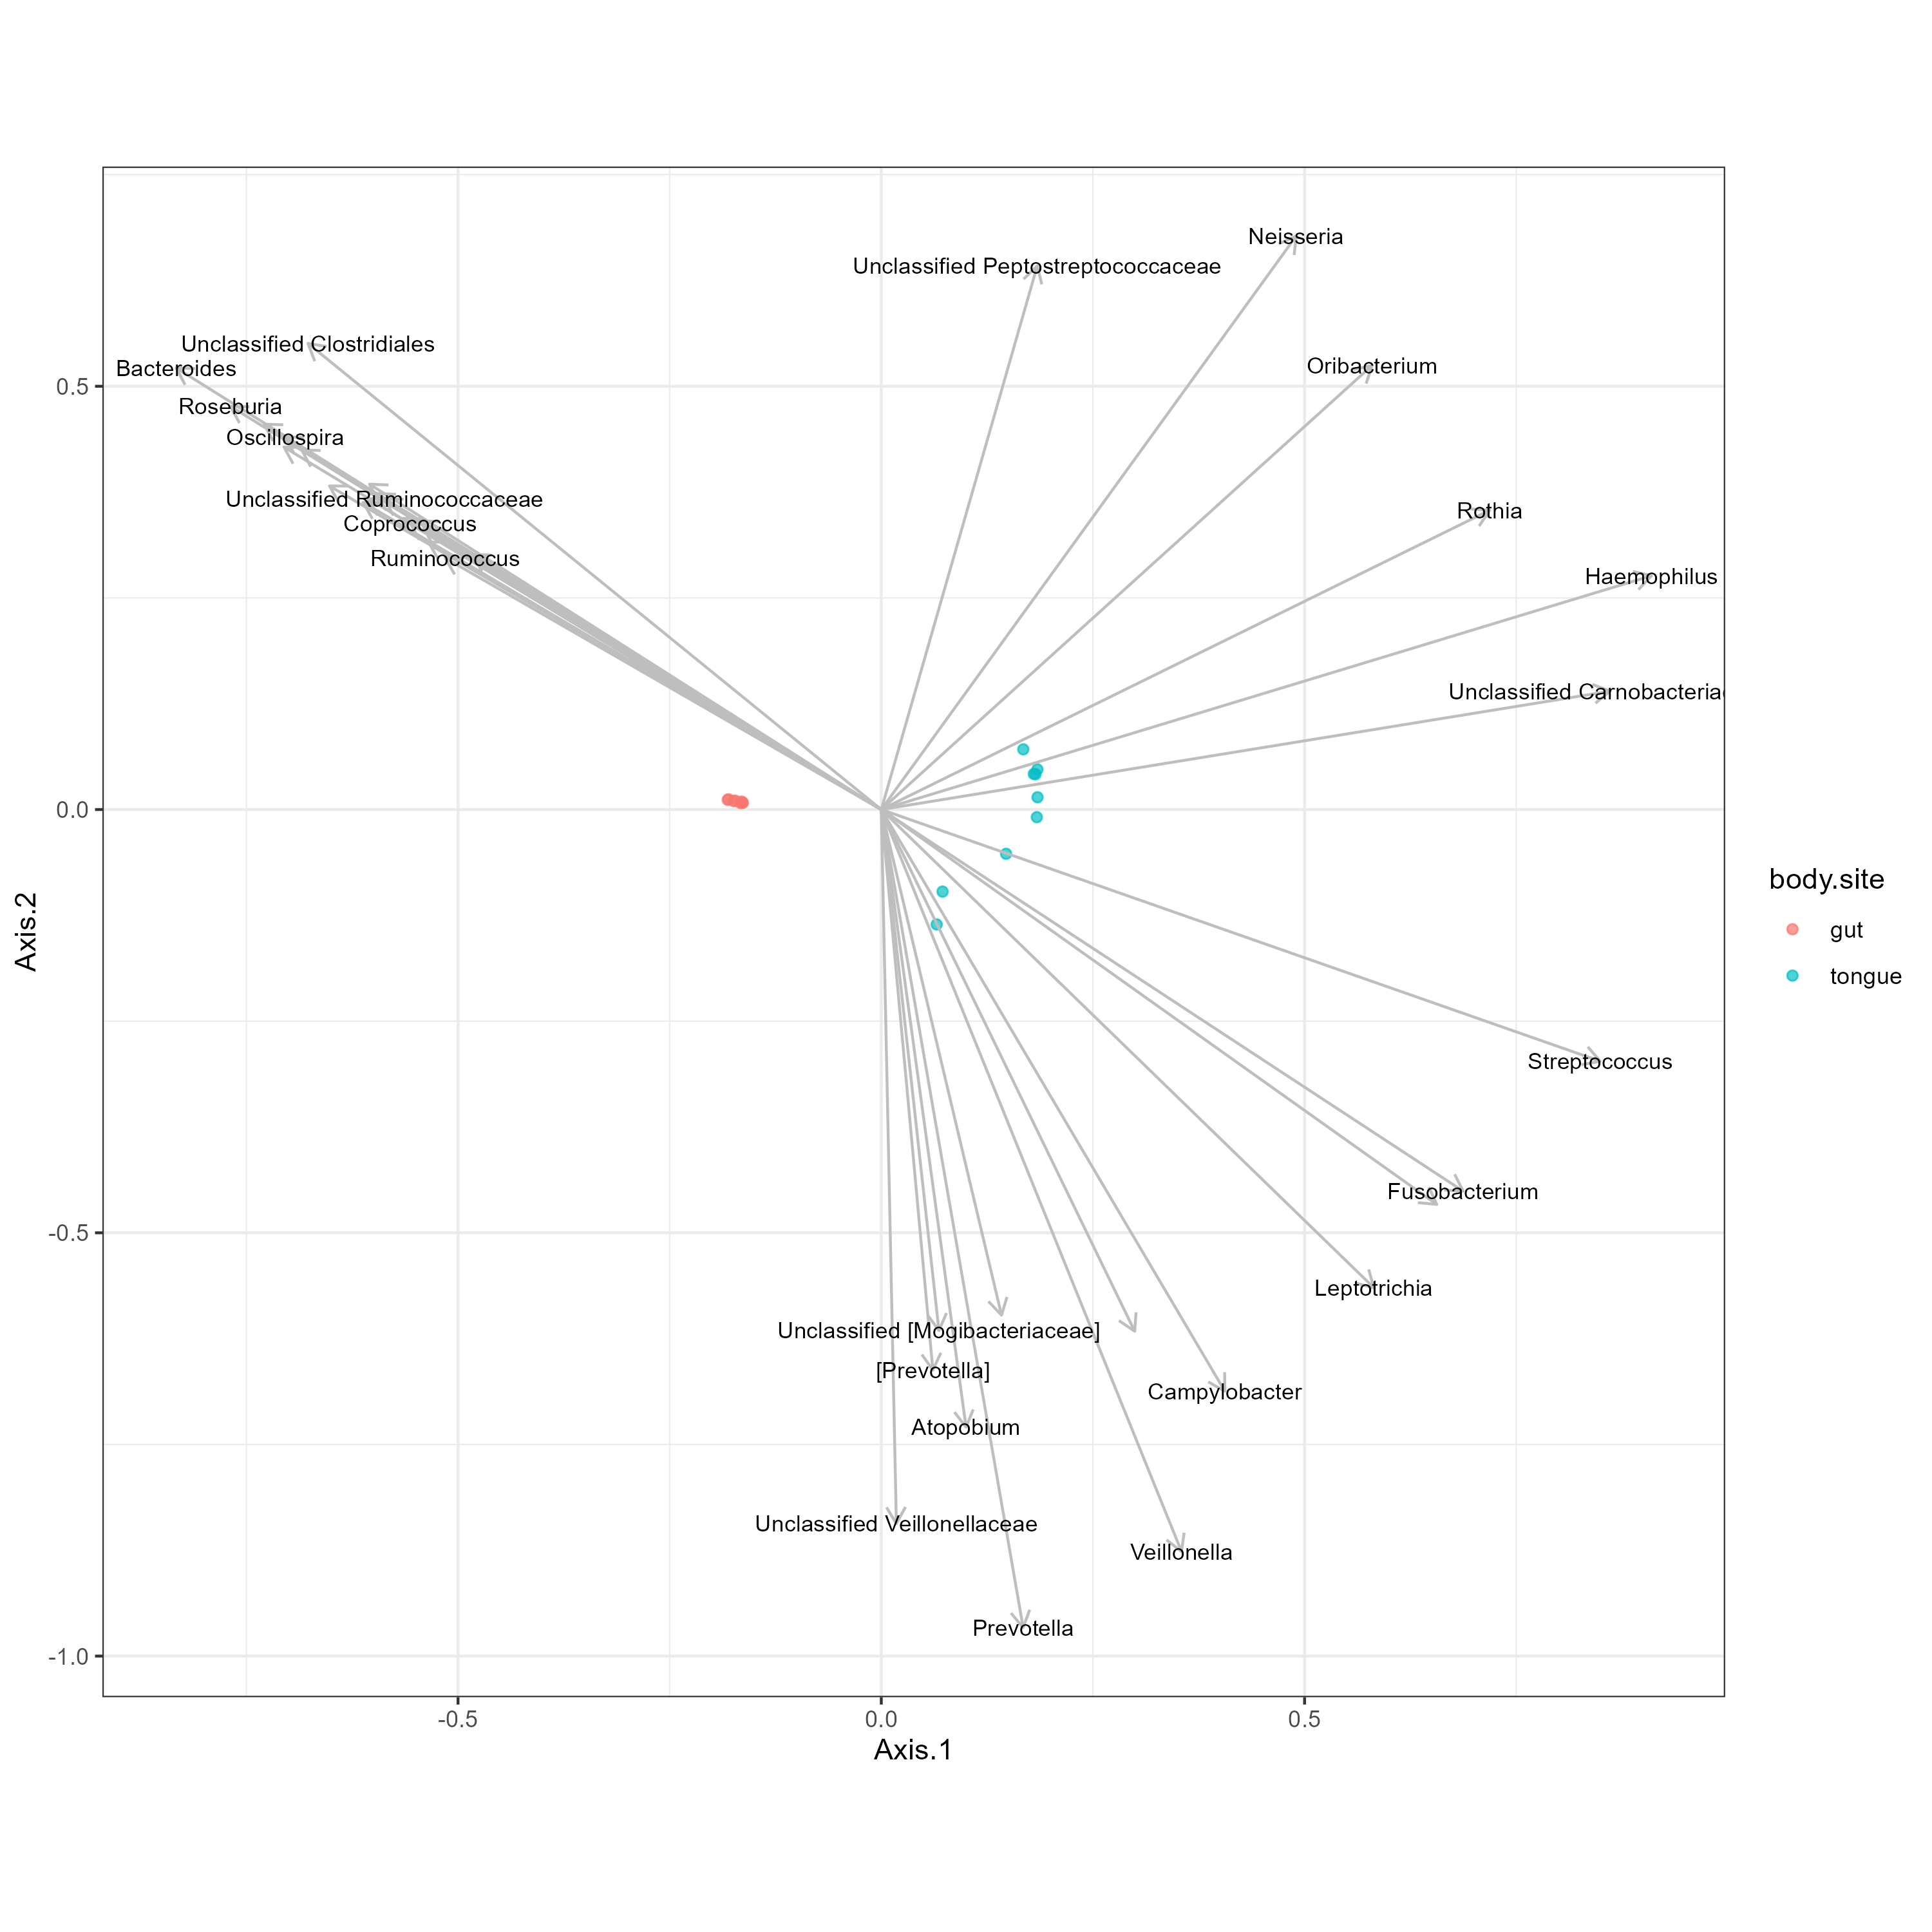 Neisseria
Unclassified Peptostreptococcaceae
Unclassified Clostridiales
Bacteroides
Oribacterium
0.5
Roseburia
Oscillospira
Unclassified Ruminococcaceae
Rothia
Coprococcus
Ruminococcus
Haemophilus
Unclassified Carnobacteria
0.0
body.site
gut
tongue
Axis.2
Streptococcus
Fusobacterium
-0.5
Leptotrichia
Unclassified [Mogibacteriaceae]
[Prevotella]
Campylobacter
Atopobium
Unclassified Veillonellaceae
Veillonella
Prevotella
-1.0
-0.5
0.0
0.5
Axis.1